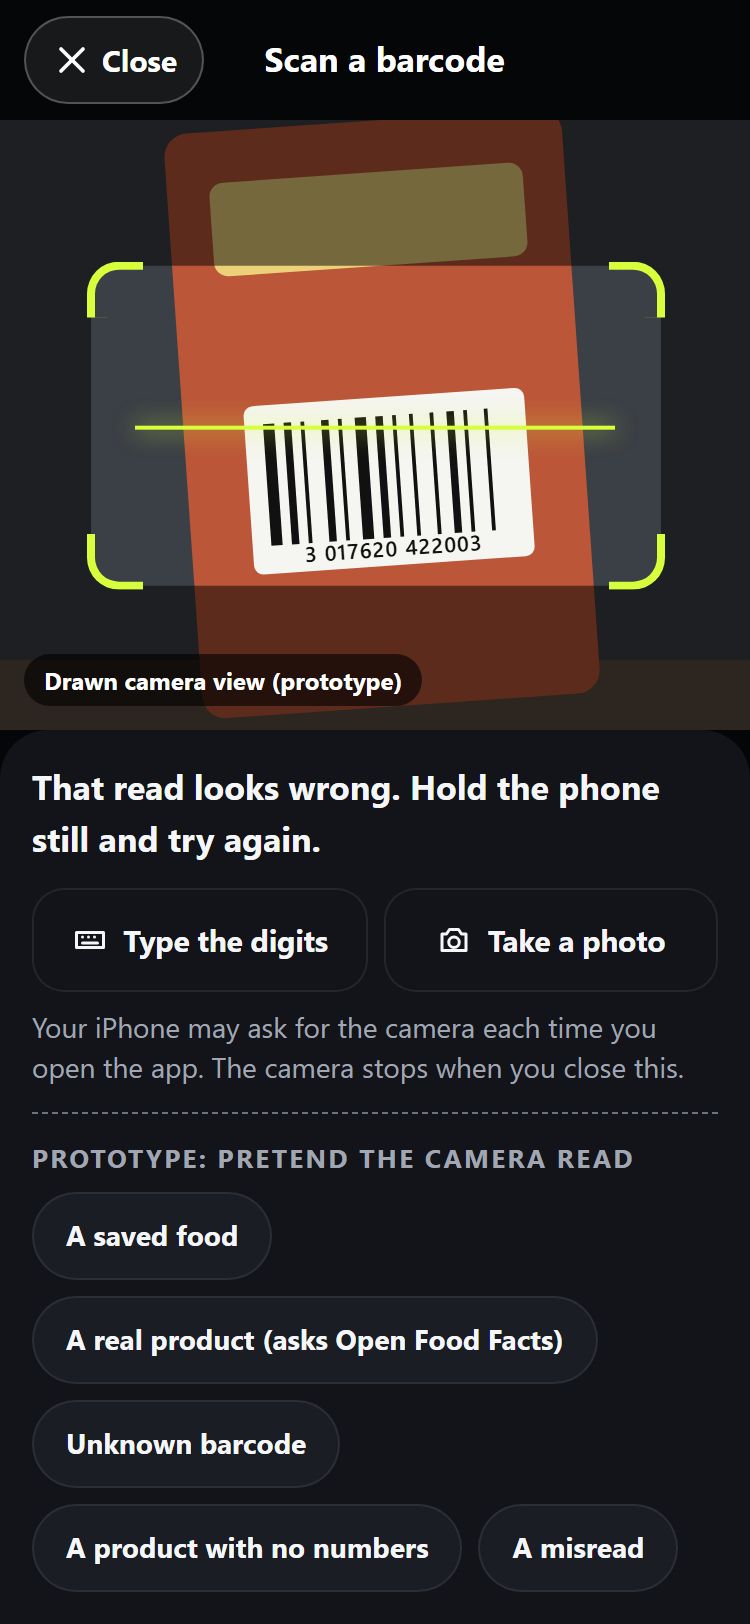 Close
Scan a barcode
3 017620 422003
Drawn camera view (prototype)
That read looks wrong. Hold the phone
still and try again.
Type the digits
Take a photo
Your iPhone may ask for the camera each time you
open the app. The camera stops when you close this.
PROTOTYPE: PRETEND THE CAMERA READ
A saved food
A real product (asks Open Food Facts)
Unknown barcode
A product with no numbers
A misread